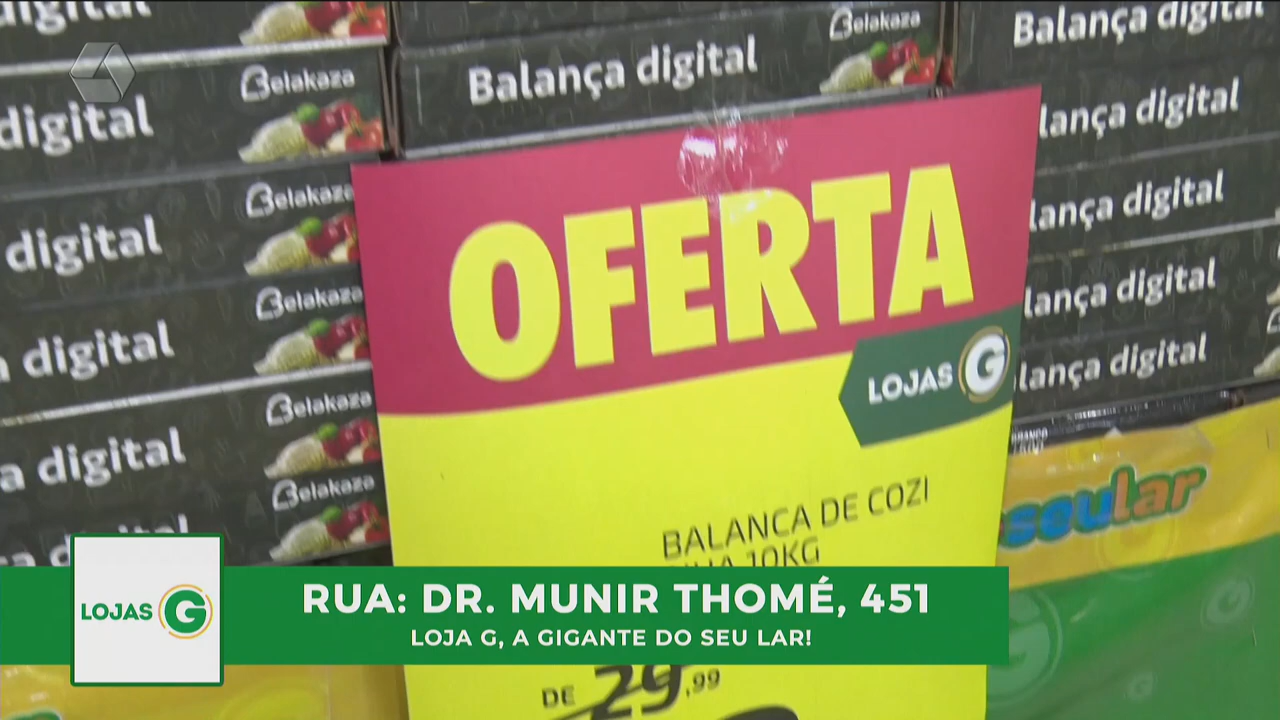 Belakaza
Balança digital
Belakaza
digital
Balança digital
lança digital
Belakaza
digital
lança digital
Belakaza
digital
lança digital
Belakaza
digital
lança digital
Belakaza
OFERTA
LOJAS G
seular
BALANCA DE COZI
10KG
LOJAS G
RUA: DR. MUNIR THOMÉ, 451
LOJA G, A GIGANTE DO SEU LAR!
DE 29,99